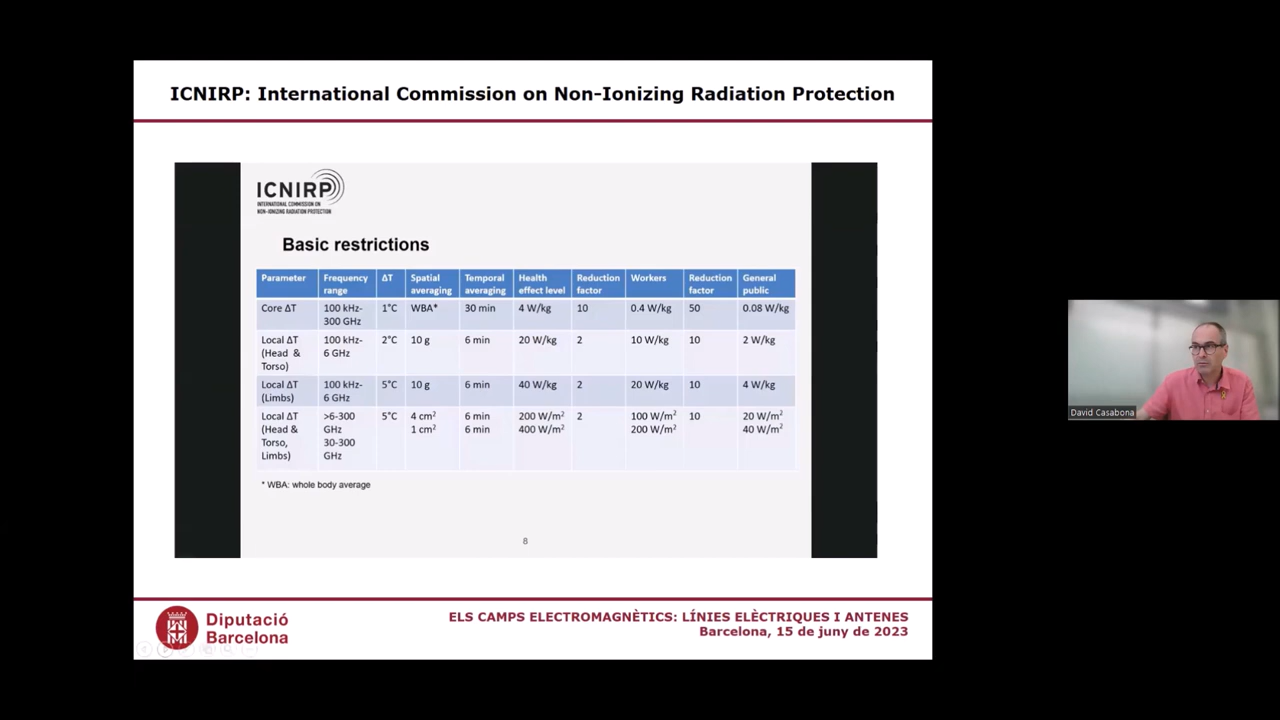 ICNIRP: International Commission on Non-Ionizing Radiation Protection
ICNIRP
INTERNATIONAL COMMISSION ON
NON-IONIZING RADIATION PROTECTION
Basic restrictions
Parameter Frequency range ΔT Spatial averaging Temporal averaging Health effect level Reduction factor Workers Reduction factor General public
Core ΔT 100 kHz-300 GHz 1°C WBA* 30 min 4 W/kg 10 0.4 W/kg 50 0.08 W/kg
Local ΔT (Head & Torso) 100 kHz-6 GHz 2°C 10 g 6 min 20 W/kg 2 10 W/kg 10 2 W/kg
Local ΔT (Limbs) 100 kHz-6 GHz 5°C 10 g 6 min 40 W/kg 2 20 W/kg 10 4 W/kg
Local ΔT (Head & Torso, Limbs) >6-300 GHz 30-300 GHz 5°C 4 cm² 1 cm² 6 min 6 min 200 W/m² 400 W/m² 2 100 W/m² 200 W/m² 10 20 W/m² 40 W/m²
* WBA: whole body average
8
Diputació
Barcelona
ELS CAMPS ELECTROMAGNÈTICS: LÍNIES ELÈCTRIQUES I ANTENES
Barcelona, 15 de juny de 2023
David Casabona